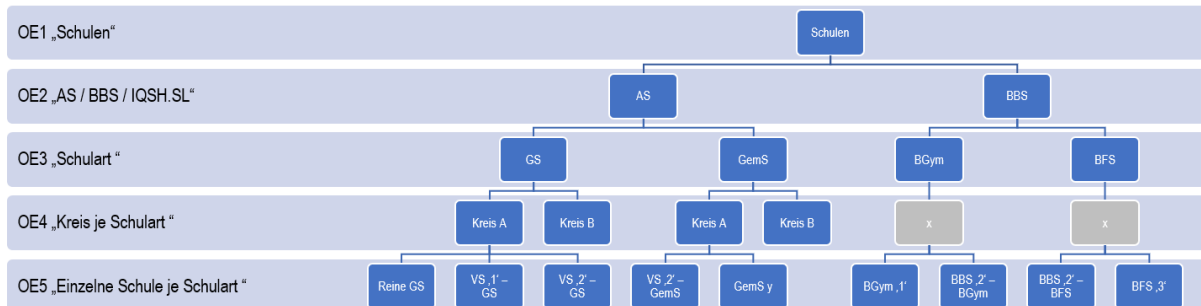 OE1 „Schulen“
Schulen
OE2 „AS / BBS / IQSH.SL“
AS
BBS
OE3 „Schulart “
GS
GemS
BGym
BFS
OE4 „Kreis je Schulart “
Kreis A
Kreis B
Kreis A
Kreis B
x
x
OE5 „Einzelne Schule je Schulart “
Reine GS
VS ‚1‘ –
GS
VS ‚2‘ –
GS
VS ‚2‘ –
GemS
GemS y
BGym ‚1‘
BBS ‚2‘ –
BGym
BBS ‚2‘ –
BFS
BFS ‚3‘